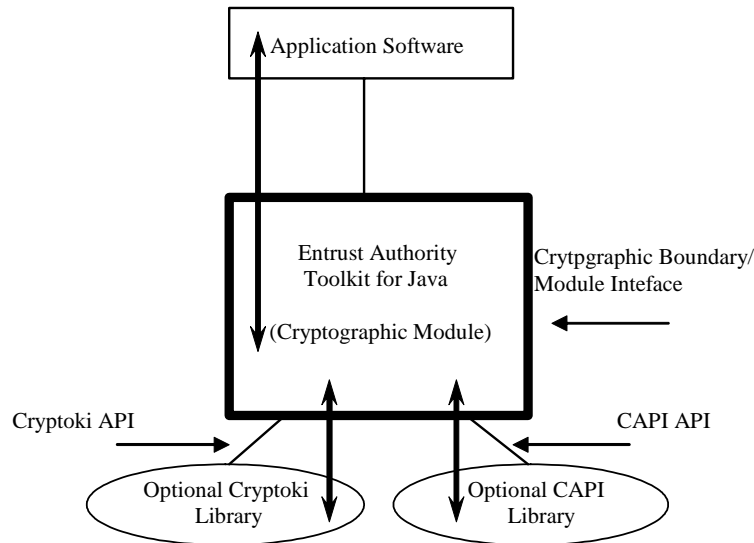 Application Software
Entrust Authority
Toolkit for Java
(Cryptographic Module)
Crytpgraphic Boundary/
Module Inteface
Cryptoki API
CAPI API
Optional Cryptoki
Library
Optional CAPI
Library